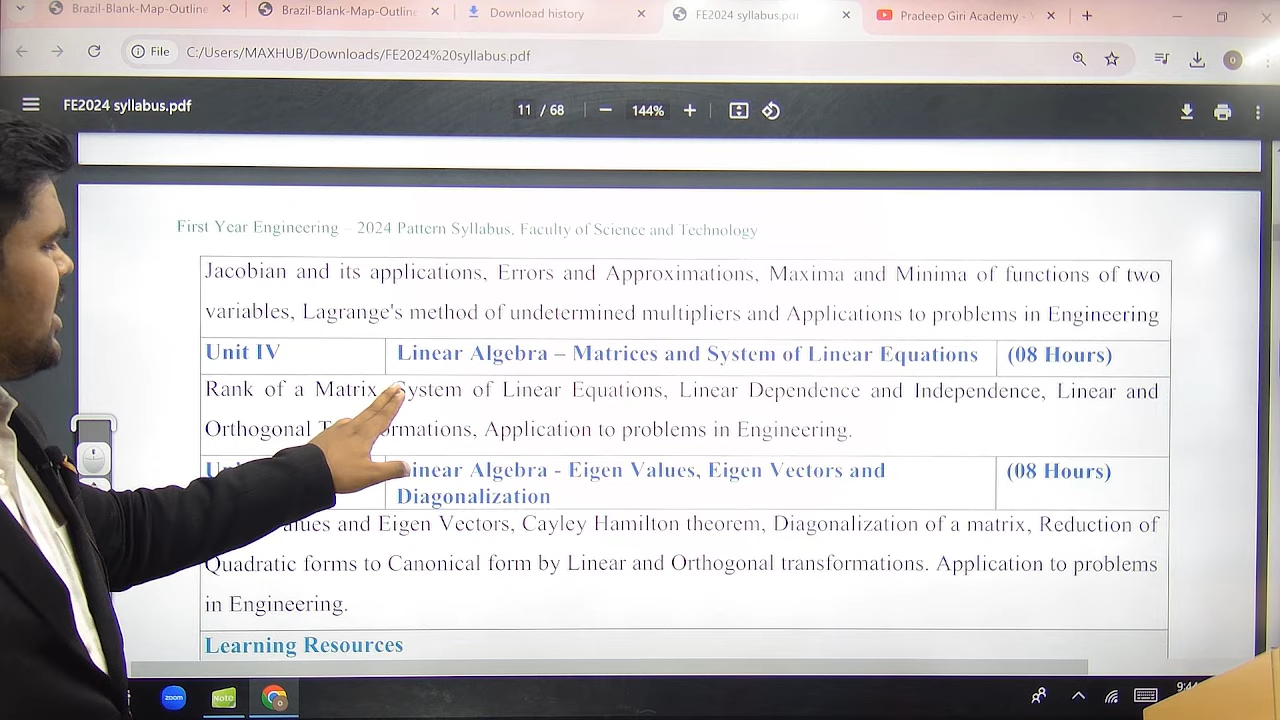 Brazil-Blank-Map-Outline
Brazil-Blank-Map-Outline
Download history
FE2024 syllabus.pdf
Pradeep Giri Academy -
File
C:/Users/MAXHUB/Downloads/FE2024%20syllabus.pdf
FE2024 syllabus.pdf
11 / 68
144%
First Year Engineering – 2024 Pattern Syllabus, Faculty of Science and Technology
Jacobian and its applications, Errors and Approximations, Maxima and Minima of functions of two
variables, Lagrange's method of undetermined multipliers and Applications to problems in Engineering
Unit IV
Linear Algebra – Matrices and System of Linear Equations
(08 Hours)
Rank of a Matrix, System of Linear Equations, Linear Dependence and Independence, Linear and
Orthogonal Application to problems in Engineering.
Linear Algebra - Eigen Values, Eigen Vectors and
Diagonalization
(08 Hours)
and Eigen Vectors, Cayley Hamilton theorem, Diagonalization of a matrix, Reduction of
Quadratic forms to Canonical form by Linear and Orthogonal transformations. Application to problems
in Engineering.
Learning Resources
zoom
Note